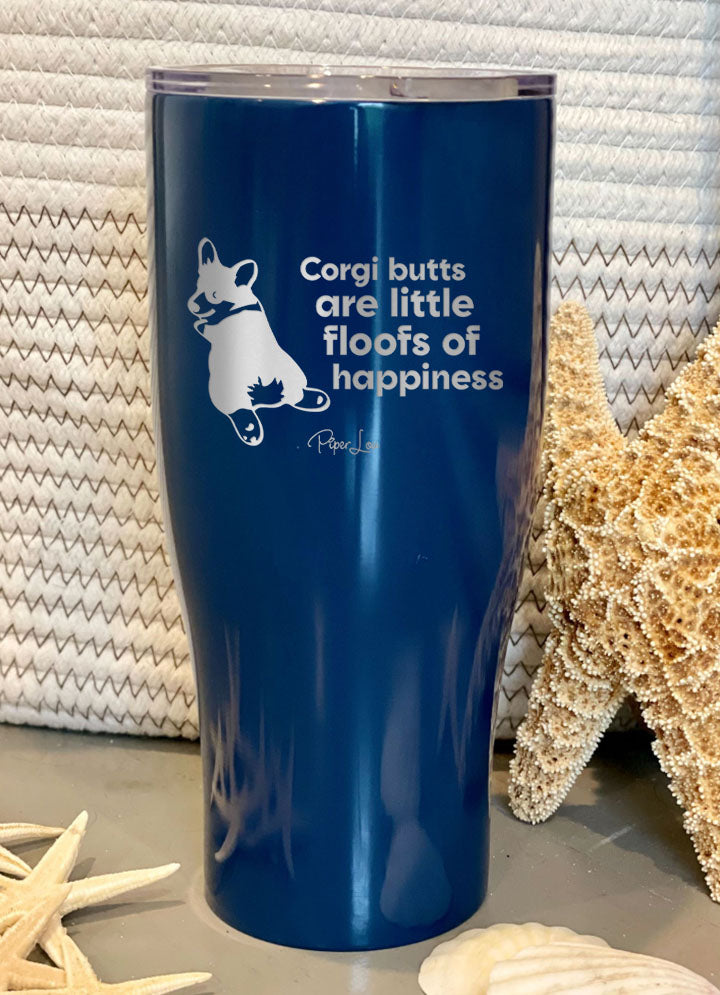 Corgi butts
are little
floofs of
happiness
Piper Lou